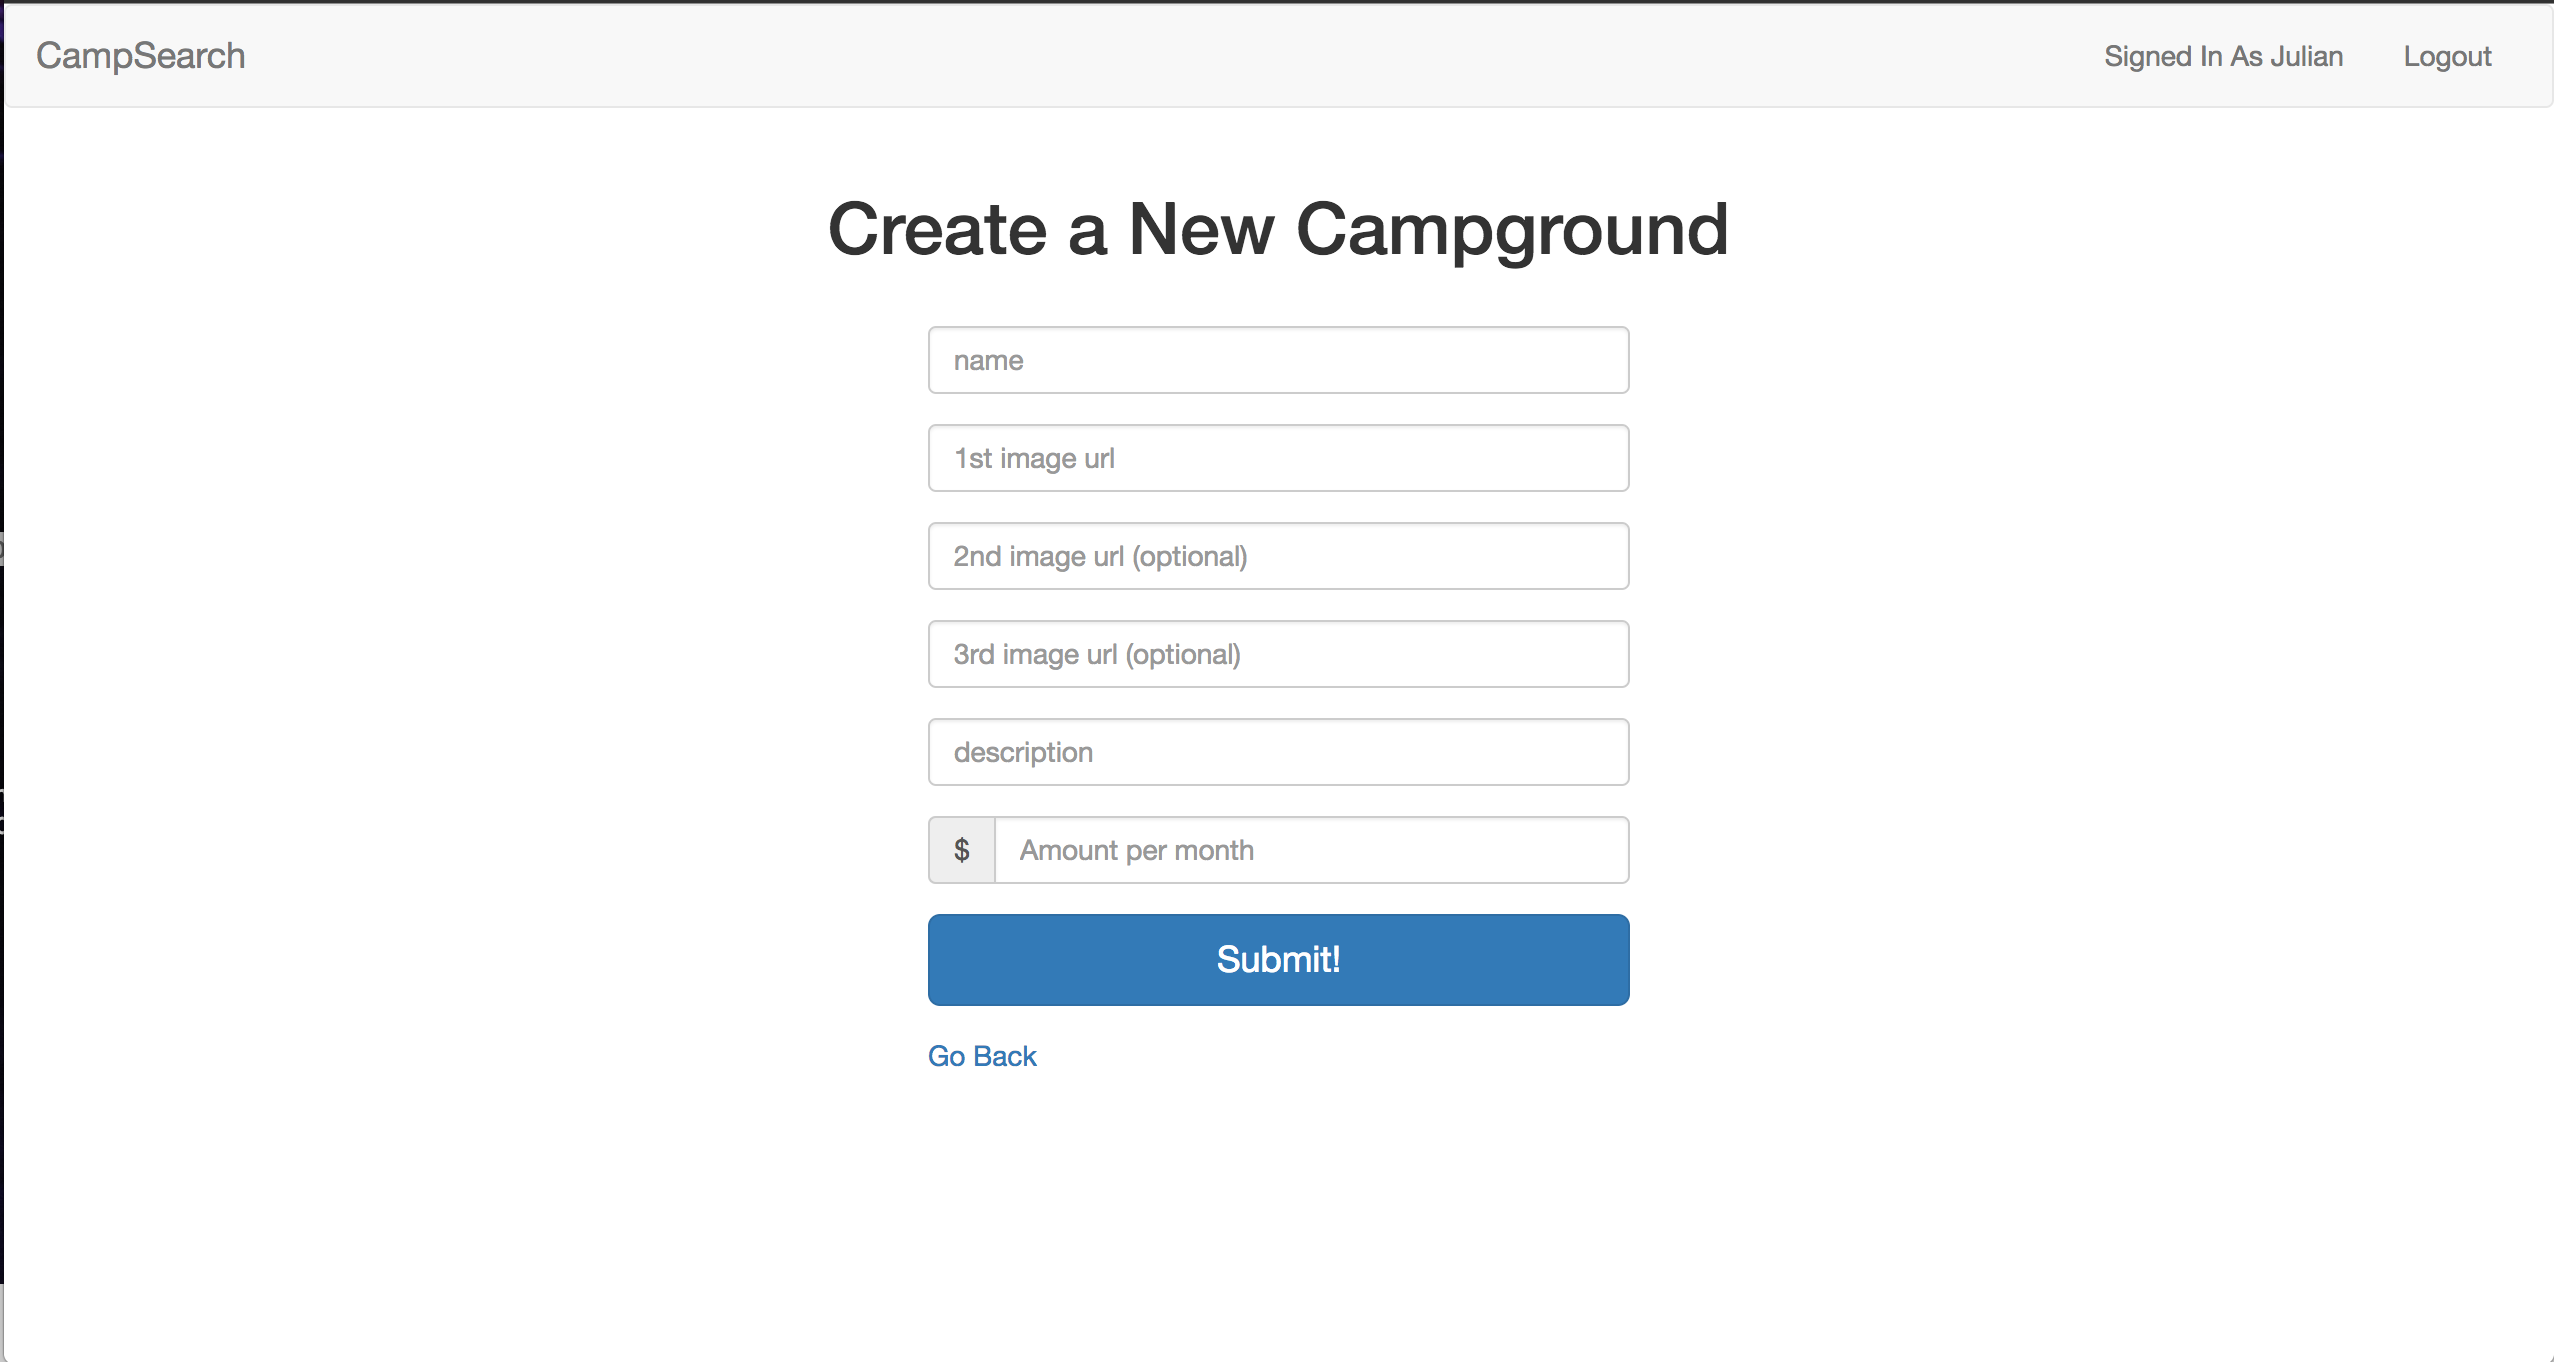 CampSearch
Signed In As Julian
Logout
Create a New Campground
name
1st image url
2nd image url (optional)
3rd image url (optional)
description
$ Amount per month
Submit!
Go Back